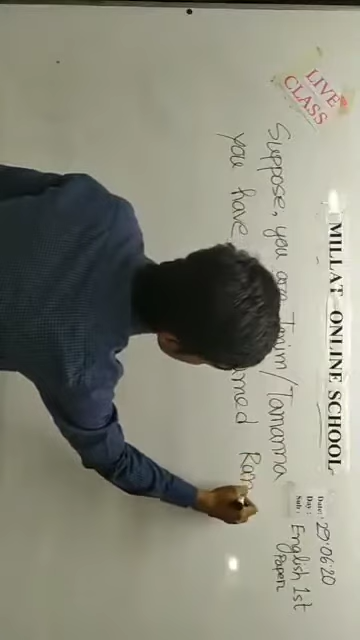 LIVE
CLASS
MILLAT ONLINE SCHOOL
Date: 29.06.20
Day:
Sub: English 1st
Paper
Suppose, you are Tamim/Tamanna
you have